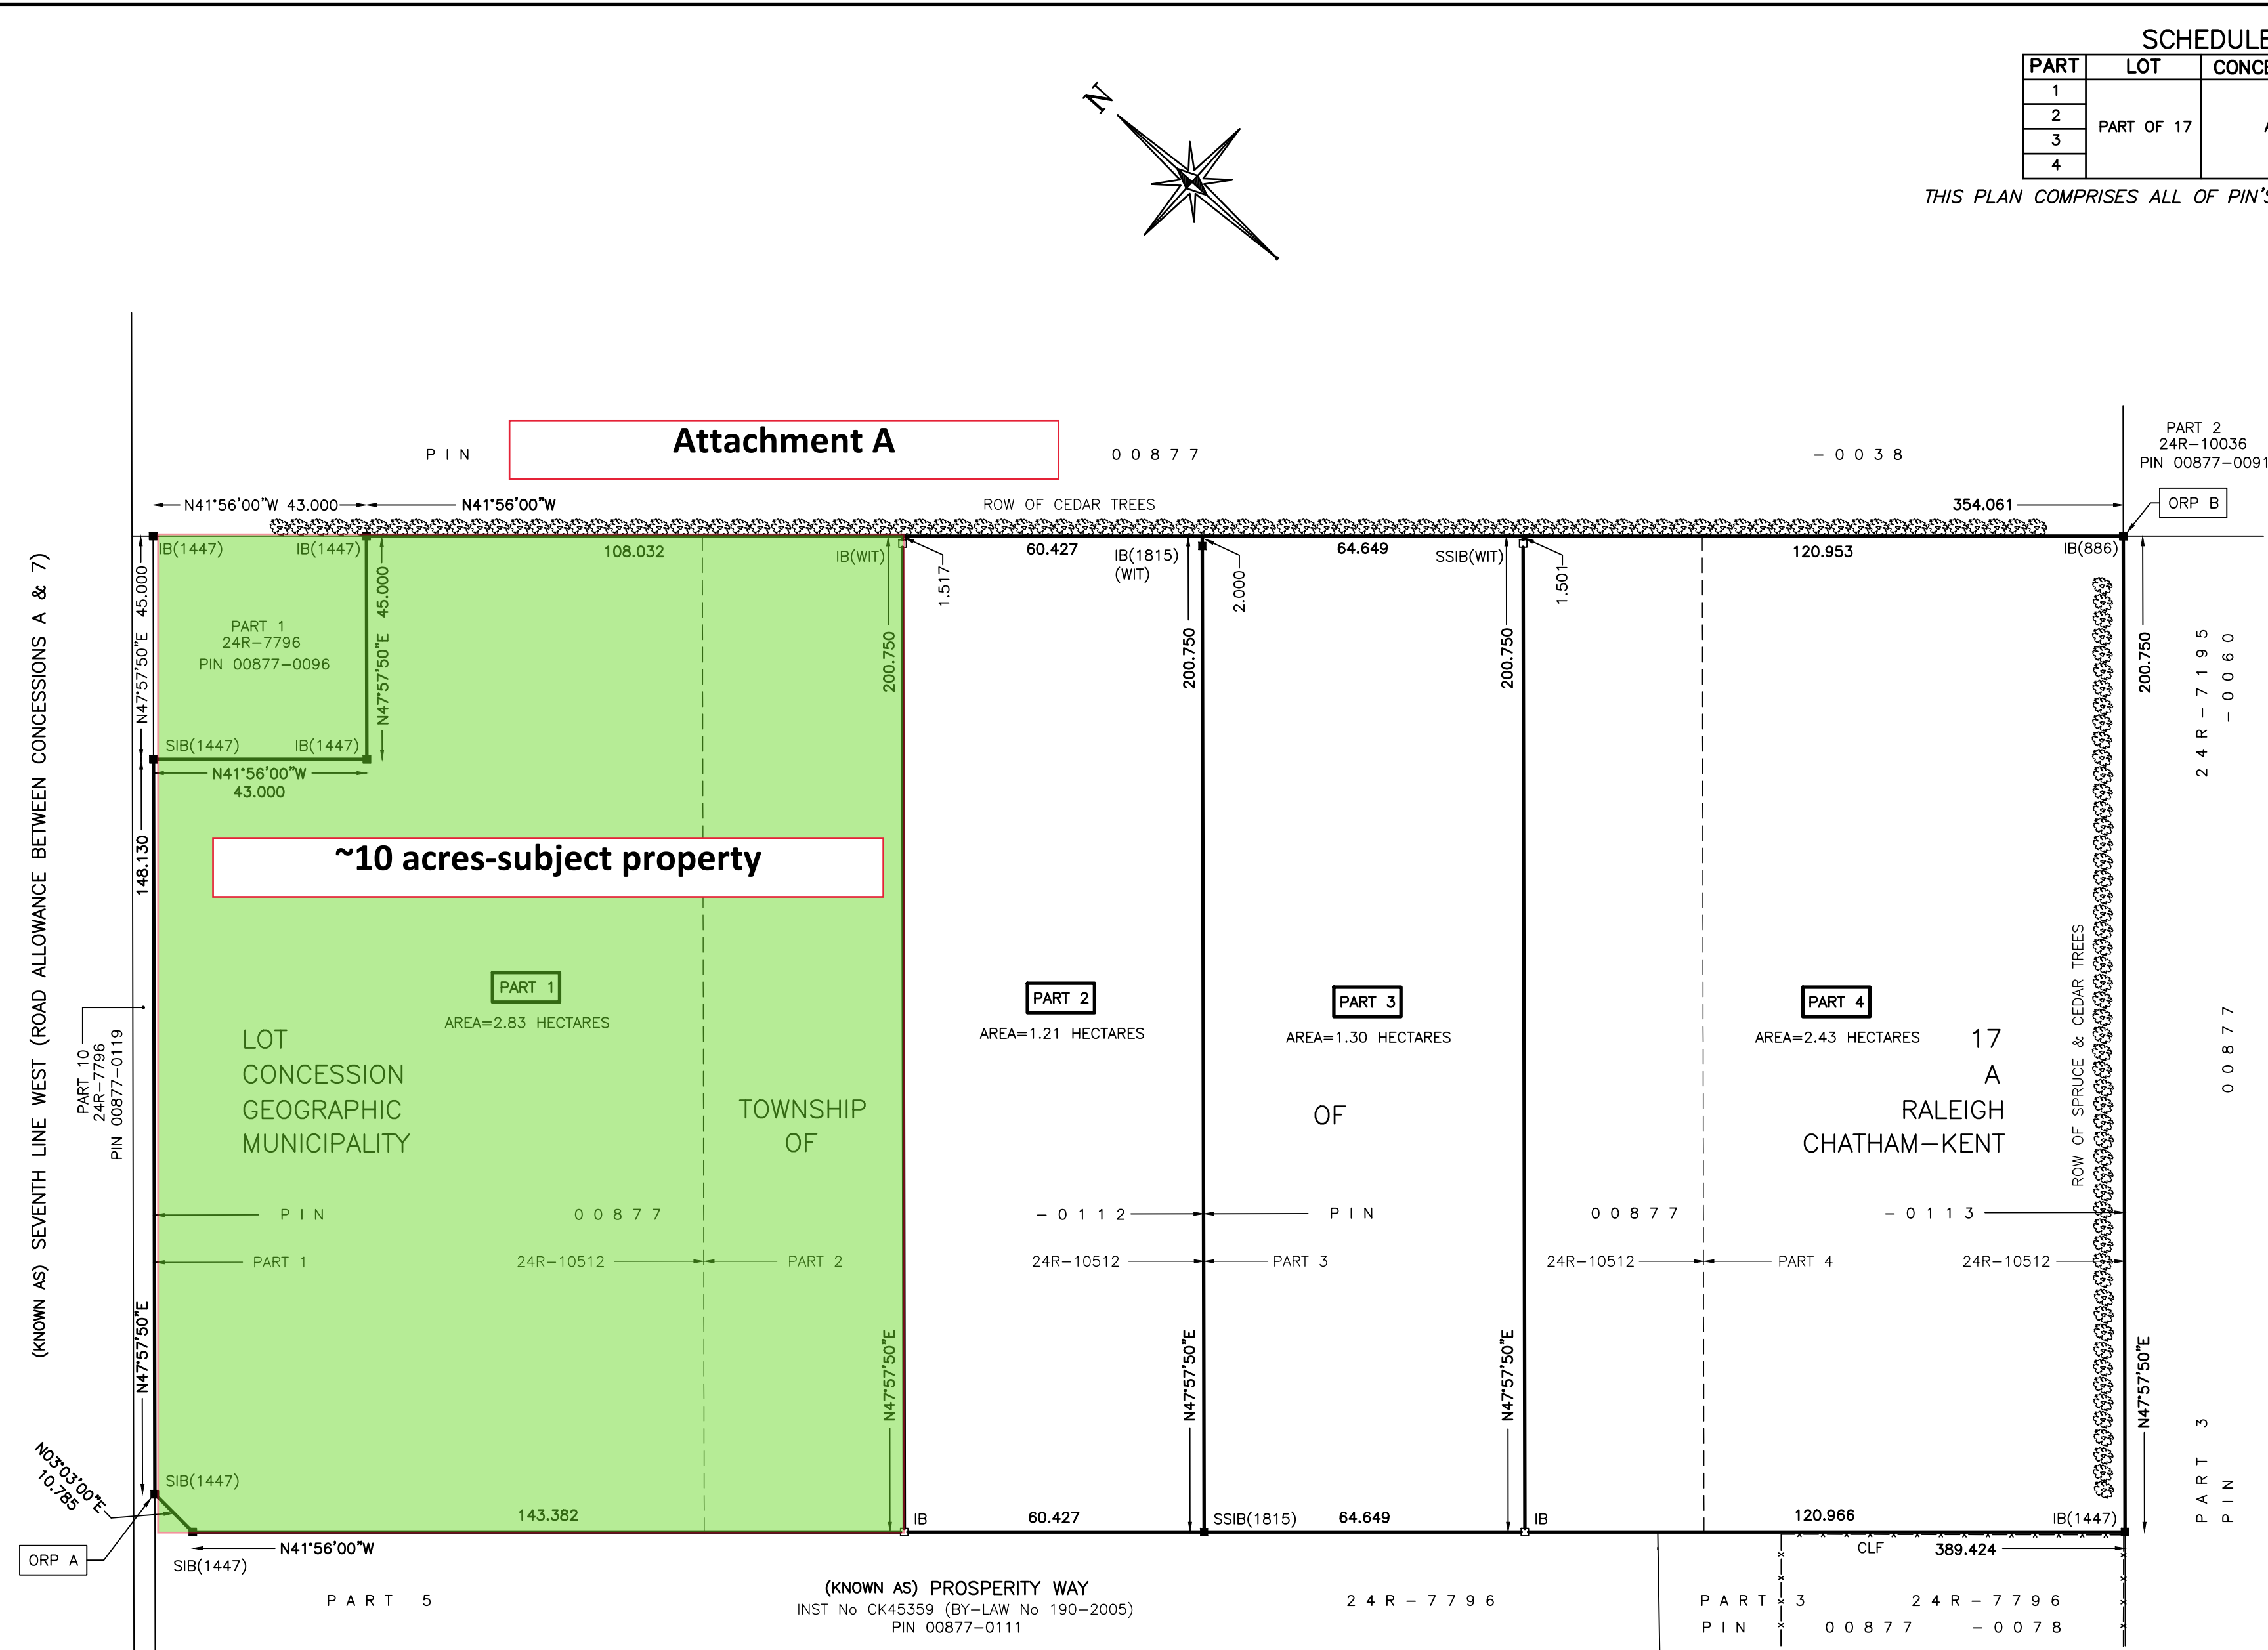 SCHEDULE
PART LOT CONCE
1
2
3
4
PART OF 17
THIS PLAN COMPRISES ALL OF PIN'S
N
Attachment A
PIN 00877 -0038
PART 2
24R-10036
PIN 00877-0091
ORP B
N41°56'00"W 43.000
N41°56'00"W
ROW OF CEDAR TREES
354.061
IB(1447)
IB(1447)
108.032
IB(WIT)
1.517
60.427
IB(1815)
(WIT)
2.000
64.649
SSIB(WIT)
1.501
120.953
IB(886)
N47°57'50"E 45.000
N47°57'50"E 45.000
PART 1
24R-7796
PIN 00877-0096
200.750
200.750
200.750
200.750
SIB(1447)
IB(1447)
N41°56'00"W
43.000
148.130
~10 acres-subject property
(KNOWN AS) SEVENTH LINE WEST (ROAD ALLOWANCE BETWEEN CONCESSIONS A & 7)
PART 10
24R-7796
PIN 00877-0119
PART 1
AREA=2.83 HECTARES
PART 2
AREA=1.21 HECTARES
PART 3
AREA=1.30 HECTARES
PART 4
AREA=2.43 HECTARES
LOT 17
CONCESSION A
GEOGRAPHIC TOWNSHIP OF RALEIGH
MUNICIPALITY OF CHATHAM-KENT
ROW OF SPRUCE & CEDAR TREES
24R-7195
-0060
00877
PART 3
PIN
PIN 00877 -0112
PIN 00877 -0113
PART 1 24R-10512
PART 2 24R-10512
PART 3 24R-10512
PART 4 24R-10512
N47°57'50"E
N47°57'50"E
N47°57'50"E
N47°57'50"E
N47°57'50"E
N03°03'00"E
10.785
SIB(1447)
ORP A
SIB(1447)
N41°56'00"W
143.382
IB
60.427
SSIB(1815)
64.649
IB
120.966
IB(1447)
CLF
389.424
PART 5 24R-7796
(KNOWN AS) PROSPERITY WAY
INST No CK45359 (BY-LAW No 190-2005)
PIN 00877-0111
PART 3 24R-7796
PIN 00877 -0078